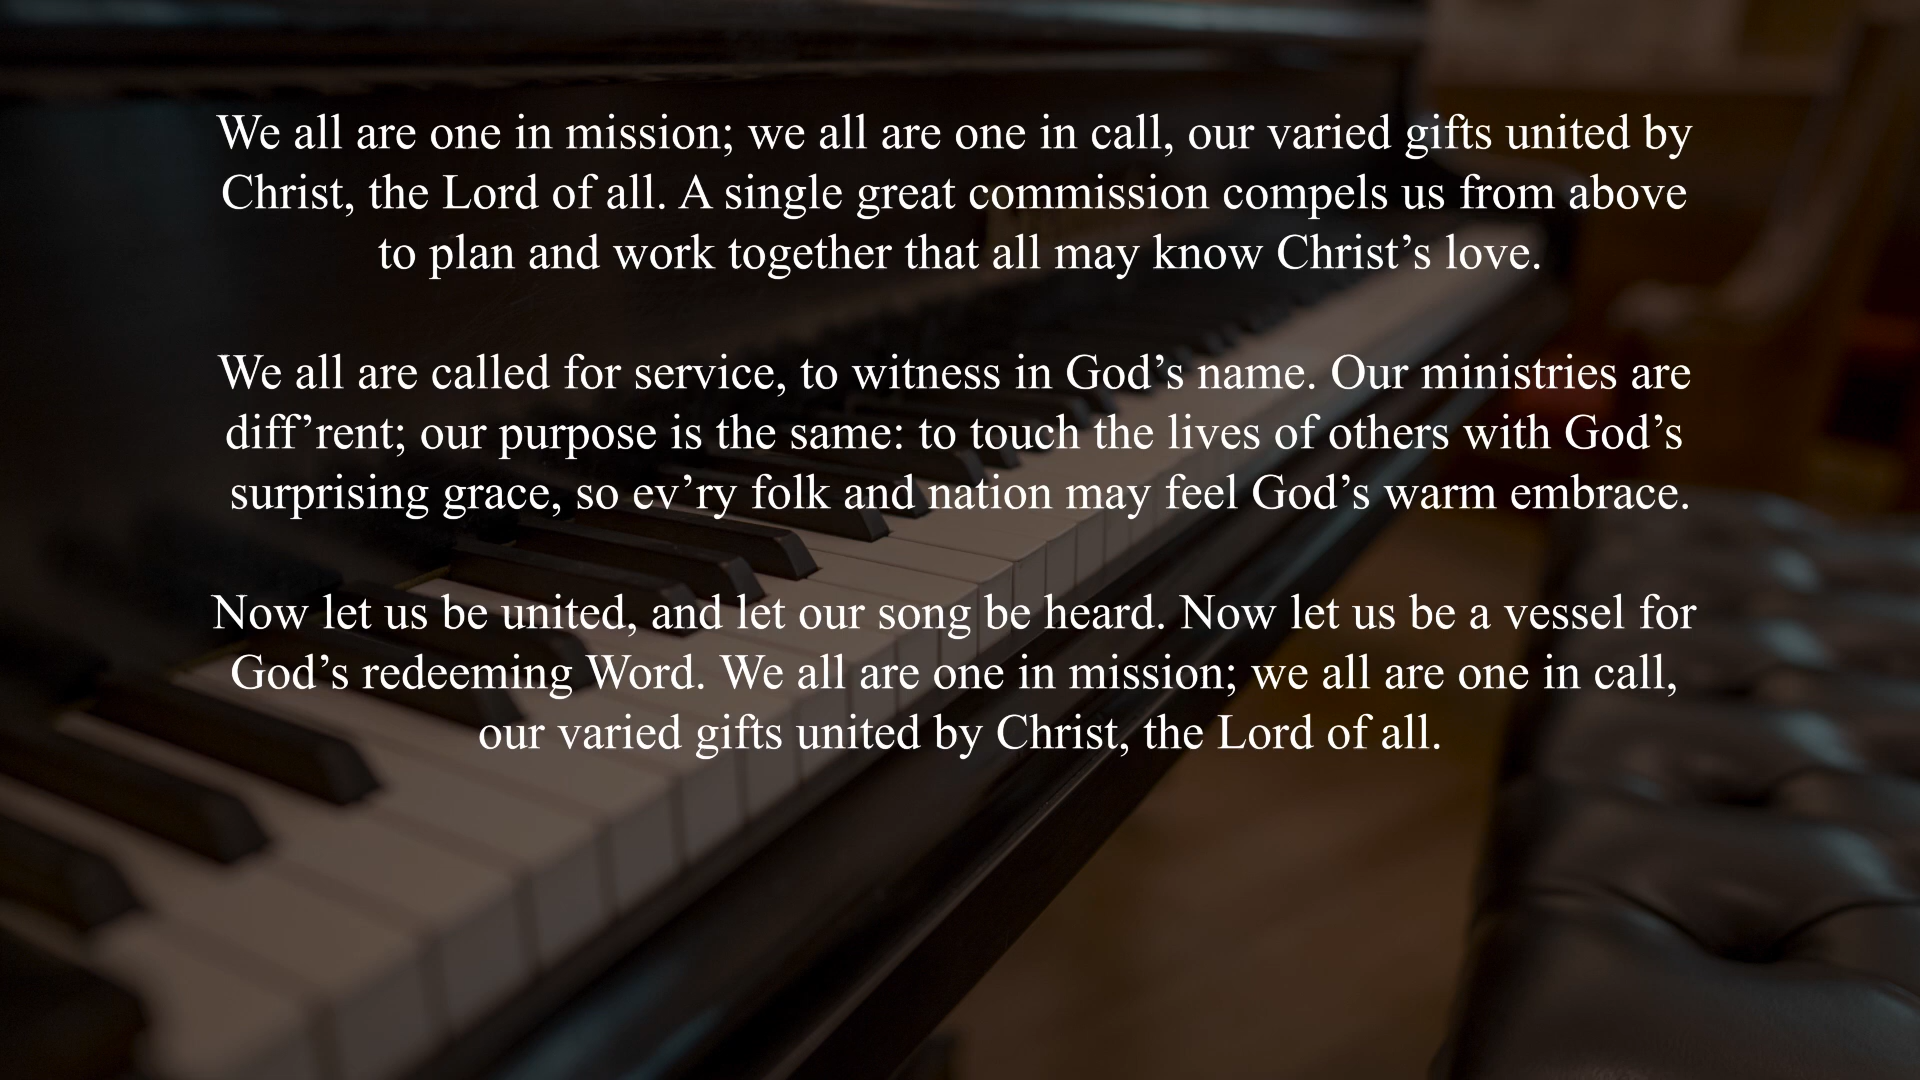 We all are one in mission; we all are one in call, our varied gifts united by
Christ, the Lord of all. A single great commission compels us from above
to plan and work together that all may know Christ’s love.
We all are called for service, to witness in God’s name. Our ministries are
diff’rent; our purpose is the same: to touch the lives of others with God’s
surprising grace, so ev’ry folk and nation may feel God’s warm embrace.
Now let us be united, and let our song be heard. Now let us be a vessel for
God’s redeeming Word. We all are one in mission; we all are one in call,
our varied gifts united by Christ, the Lord of all.